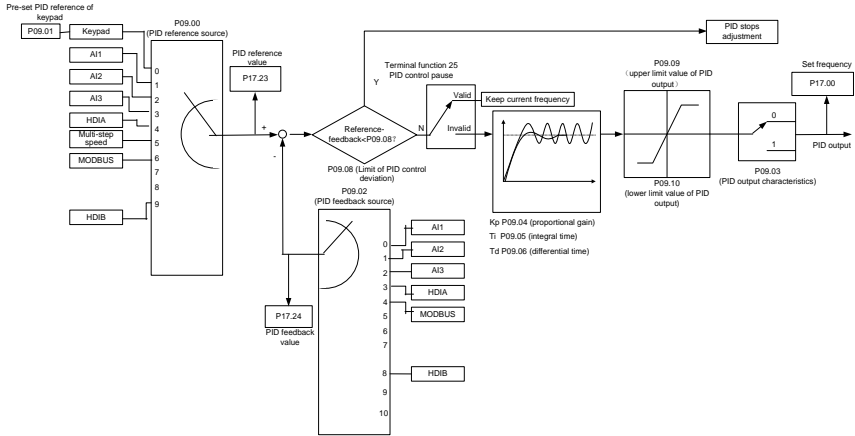 Pre-set PID reference of
keypad
P09.01
Keypad
AI1
AI2
AI3
HDIA
Multi-step
speed
MODBUS
HDIB
P09.00
(PID reference source)
0
1
2
3
4
5
6
7
8
9
PID reference
value
P17.23
+
-
Reference-
feedback<P09.08?
P09.08 (Limit of PID control
deviation)
Y
N
Terminal function 25
PID control pause
Valid
Invalid
Keep current frequency
PID stops
adjustment
Kp P09.04 (proportional gain)
Ti P09.05 (integral time)
Td P09.06 (differential time)
P09.09
(upper limit value of PID
output)
P09.10
(lower limit value of PID
output)
0
1
P09.03
(PID output characteristics)
Set frequency
P17.00
PID output
P09.02
(PID feedback source)
0
1
2
3
4
5
6
7
8
9
10
AI1
AI2
AI3
HDIA
MODBUS
HDIB
P17.24
PID feedback
value